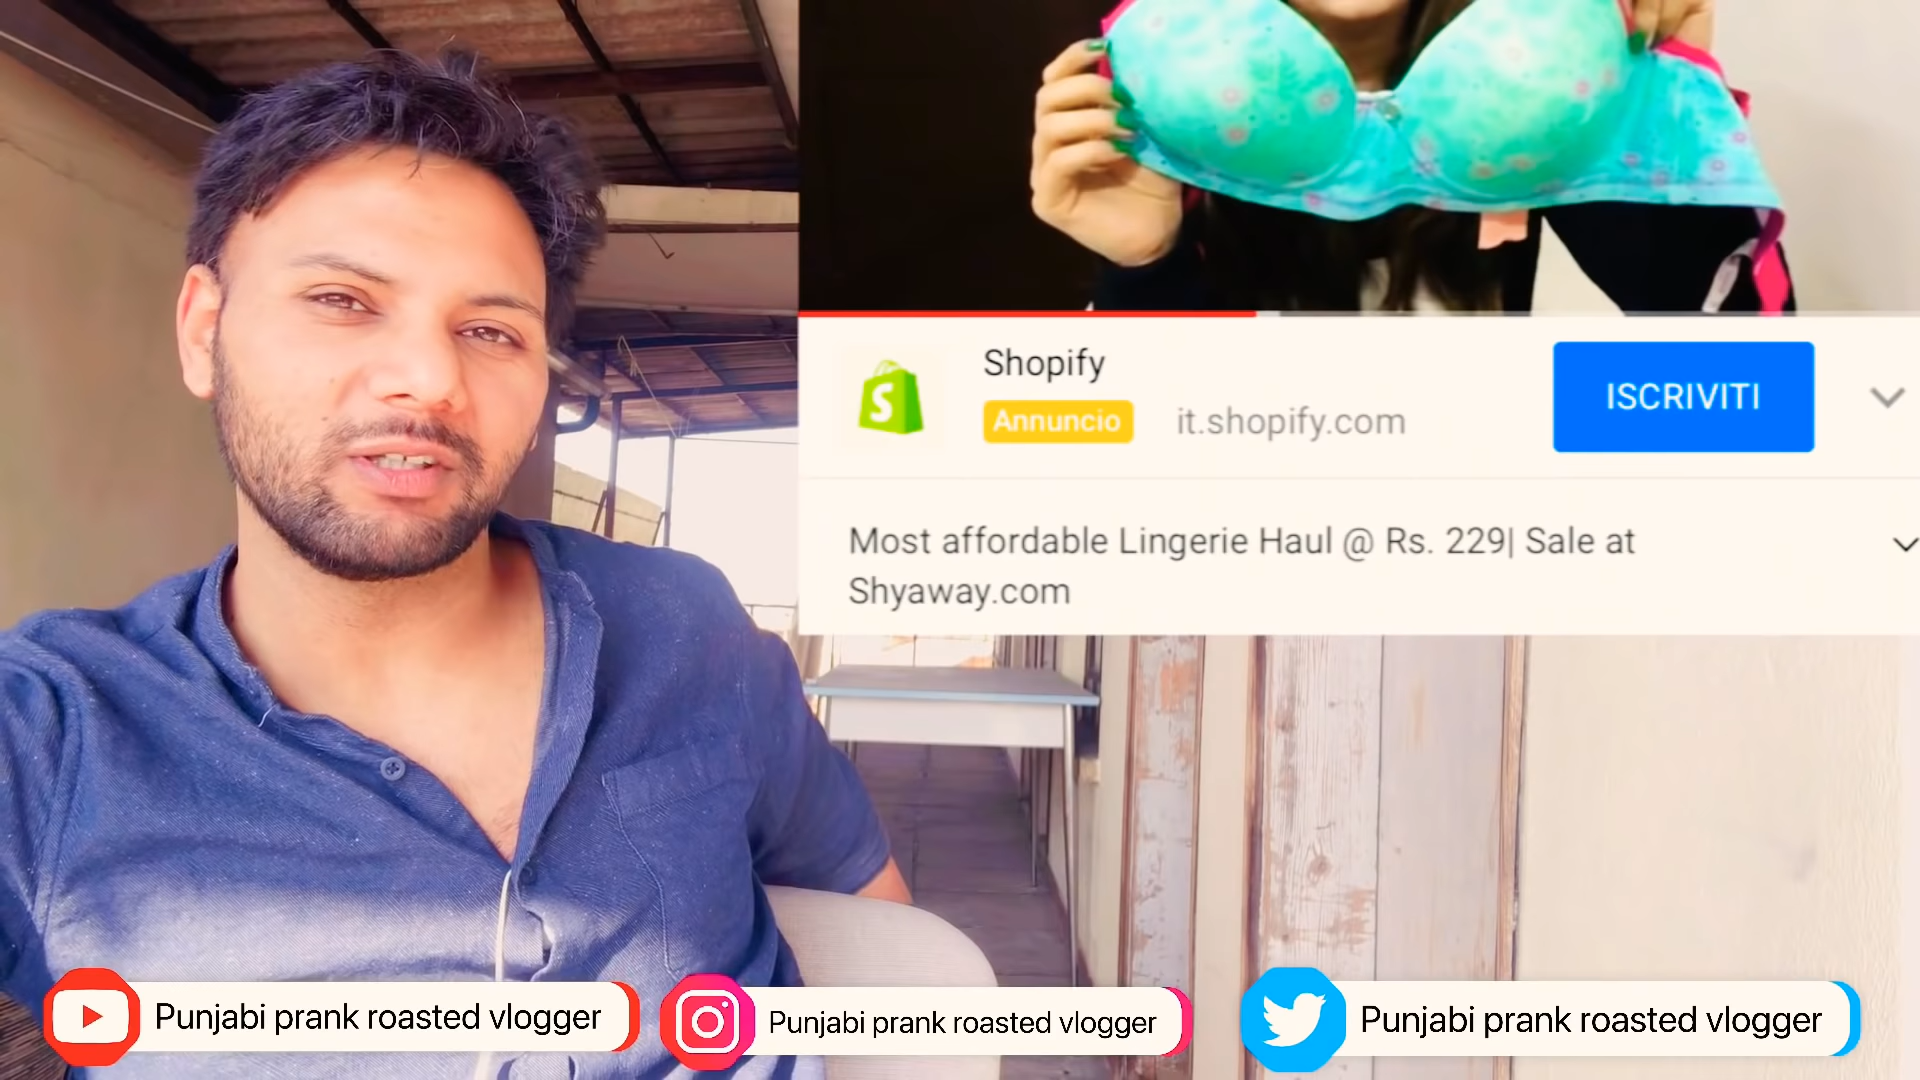 Shopify
Annuncio it.shopify.com
ISCRIVITI
Most affordable Lingerie Haul @ Rs. 229| Sale at
Shyaway.com
Punjabi prank roasted vlogger
Punjabi prank roasted vlogger
Punjabi prank roasted vlogger